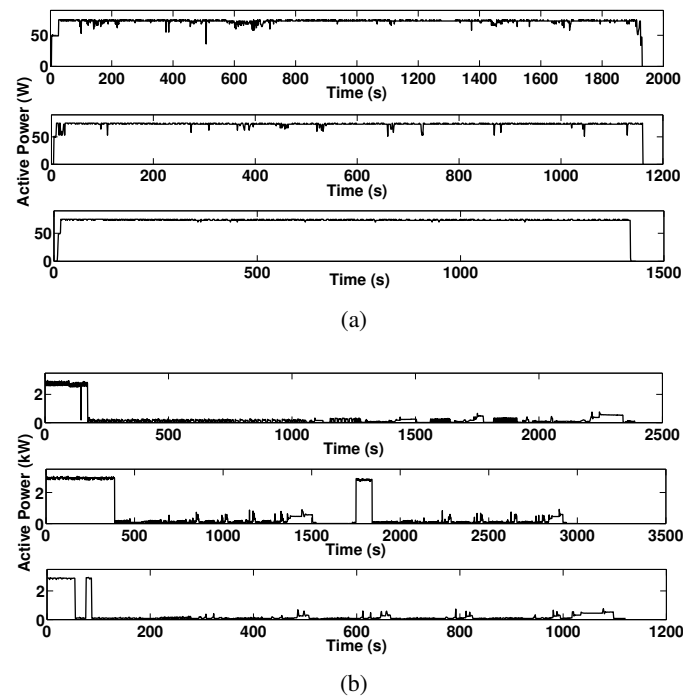 50
0
0 200 400 600 800 1000 1200 1400 1600 1800 2000
Time (s)
Active Power (W)
50
0
0 200 400 600 800 1000 1200
Time (s)
50
0
0 500 1000 1500
Time (s)
(a)
2
0
0 500 1000 1500 2000 2500
Time (s)
Active Power (kW)
2
0
0 500 1000 1500 2000 2500 3000 3500
Time (s)
2
0
0 200 400 600 800 1000 1200
Time (s)
(b)